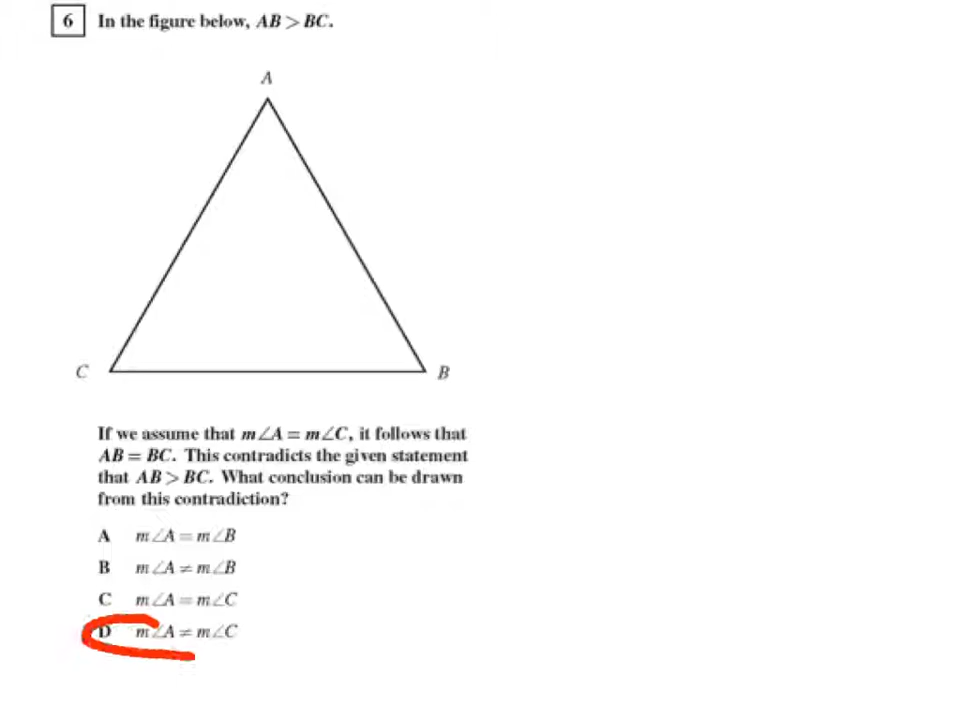 6 In the figure below, AB > BC.
A
C
B
If we assume that m∠A = m∠C, it follows that
AB = BC. This contradicts the given statement
that AB > BC. What conclusion can be drawn
from this contradiction?
A m∠A = m∠B
B m∠A ≠ m∠B
C m∠A = m∠C
D m∠A ≠ m∠C